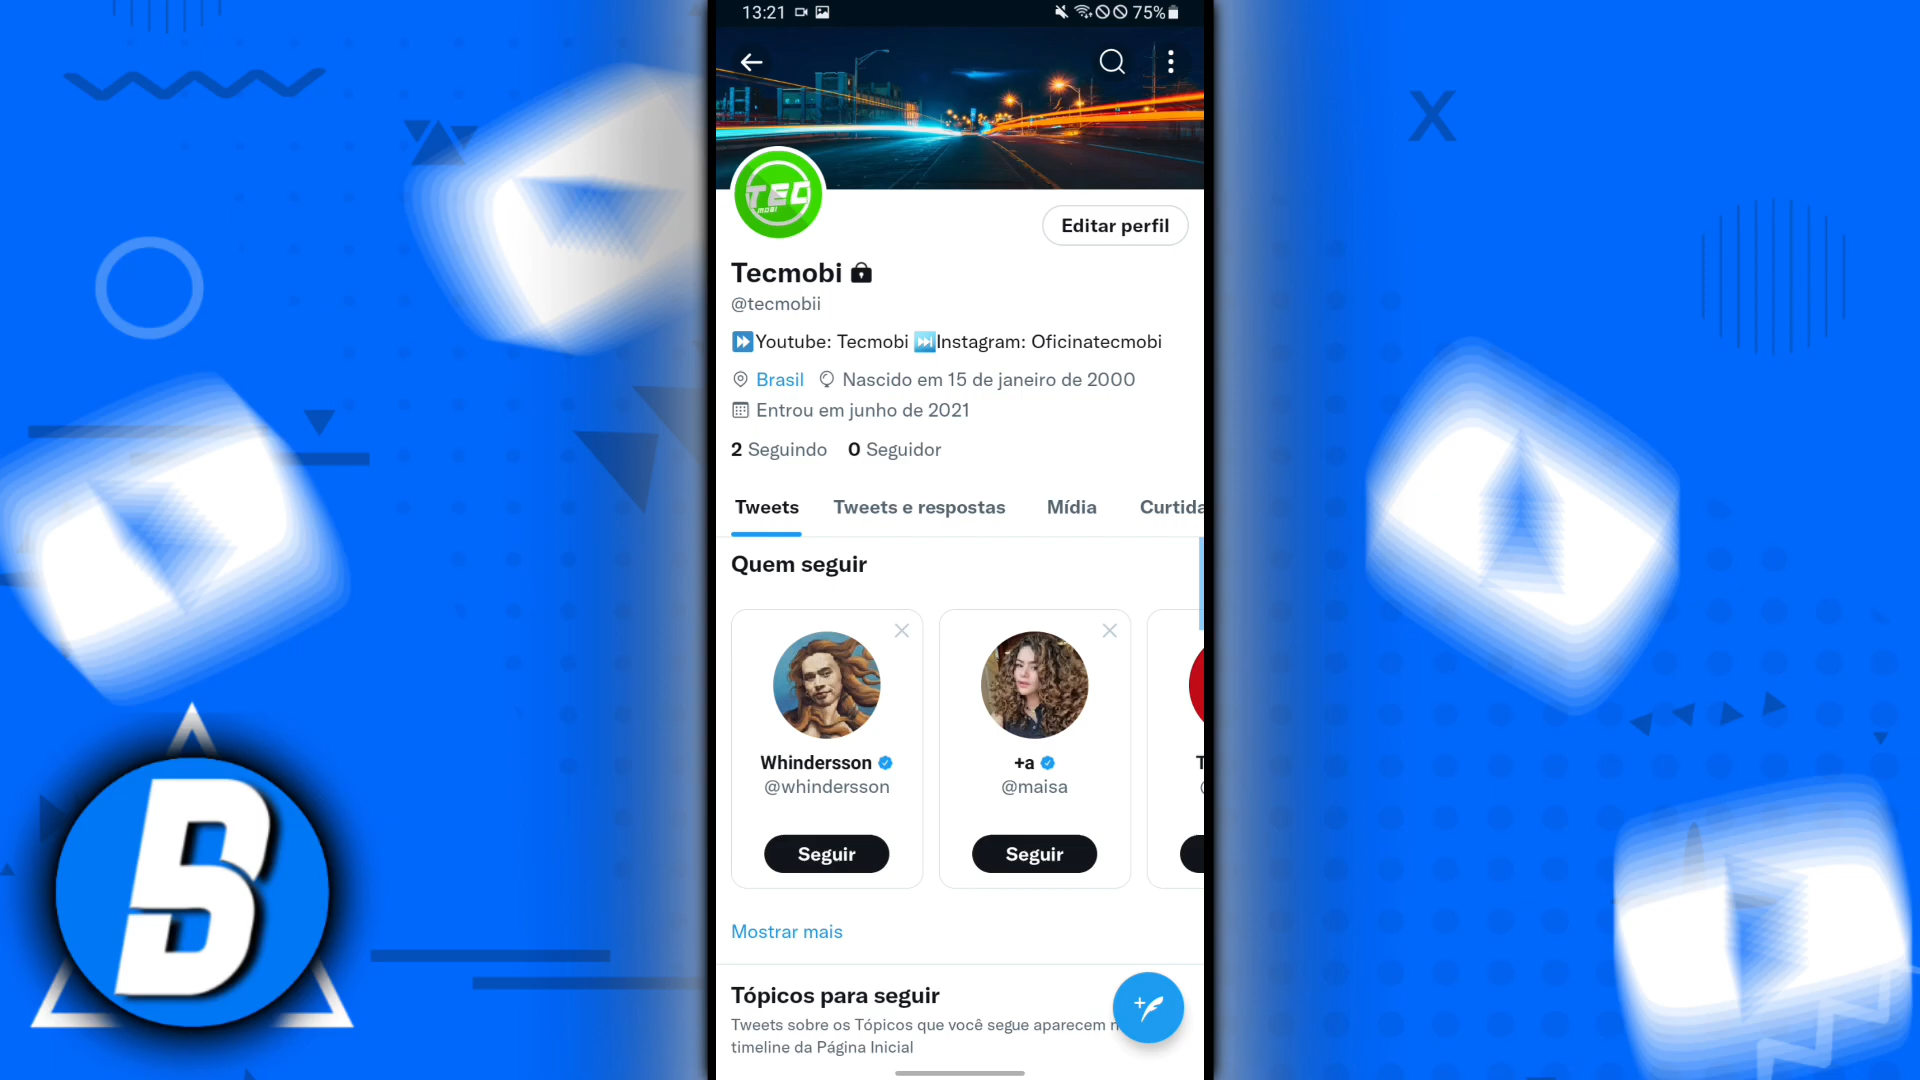 13:21 75%
TEC
MOBI
Editar perfil
Tecmobi
@tecmobii
Youtube: Tecmobi Instagram: Oficinatecmobi
Brasil Nascido em 15 de janeiro de 2000
Entrou em junho de 2021
2 Seguindo 0 Seguidor
Tweets Tweets e respostas Mídia Curtida
Quem seguir
Whindersson +a T
@whindersson @maisa
Seguir Seguir
Mostrar mais
Tópicos para seguir
Tweets sobre os Tópicos que você segue aparecem n
timeline da Página Inicial
B
X